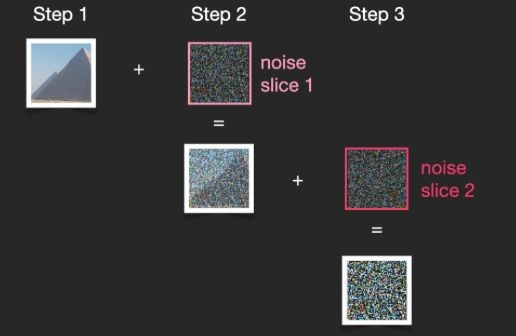 Step 1
Step 2
Step 3
+
noise
slice 1
=
+
noise
slice 2
=